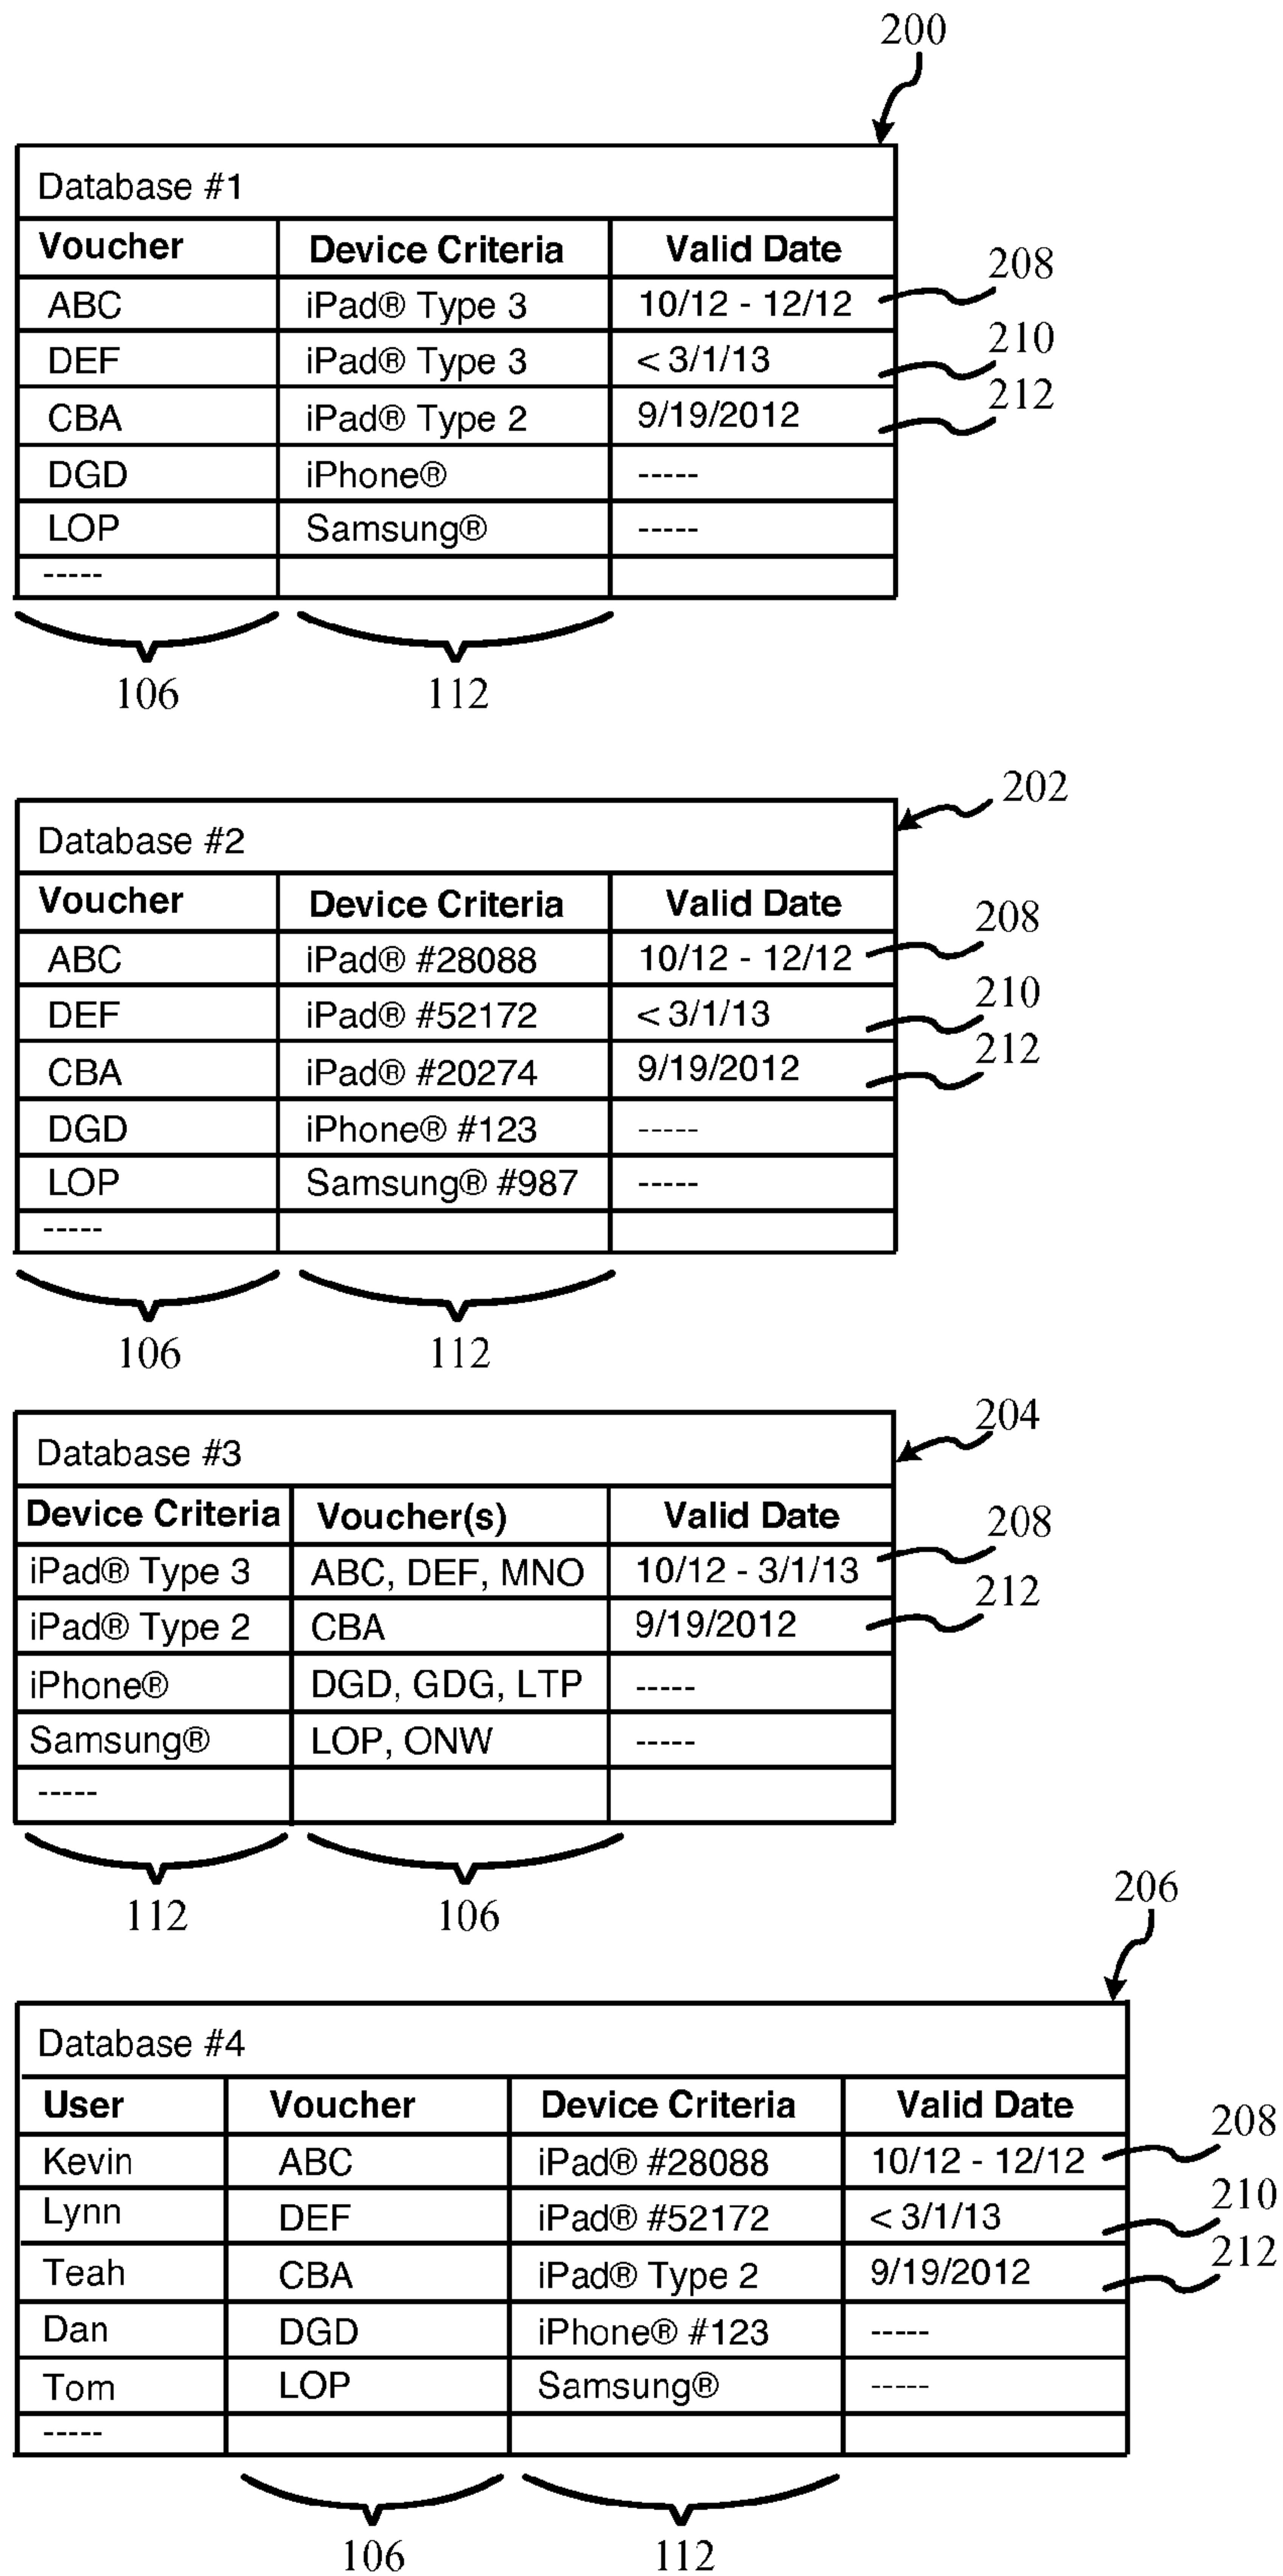 200
Database #1
Voucher Device Criteria Valid Date
ABC iPad® Type 3 10/12 - 12/12 208
DEF iPad® Type 3 < 3/1/13 210
CBA iPad® Type 2 9/19/2012 212
DGD iPhone® -----
LOP Samsung® -----
-----
106 112
202
Database #2
Voucher Device Criteria Valid Date
ABC iPad® #28088 10/12 - 12/12 208
DEF iPad® #52172 < 3/1/13 210
CBA iPad® #20274 9/19/2012 212
DGD iPhone® #123 -----
LOP Samsung® #987 -----
-----
106 112
204
Database #3
Device Criteria Voucher(s) Valid Date
iPad® Type 3 ABC, DEF, MNO 10/12 - 3/1/13 208
iPad® Type 2 CBA 9/19/2012 212
iPhone® DGD, GDG, LTP -----
Samsung® LOP, ONW -----
-----
112 106
206
Database #4
User Voucher Device Criteria Valid Date
Kevin ABC iPad® #28088 10/12 - 12/12 208
Lynn DEF iPad® #52172 < 3/1/13 210
Teah CBA iPad® Type 2 9/19/2012 212
Dan DGD iPhone® #123 -----
Tom LOP Samsung® -----
-----
106 112